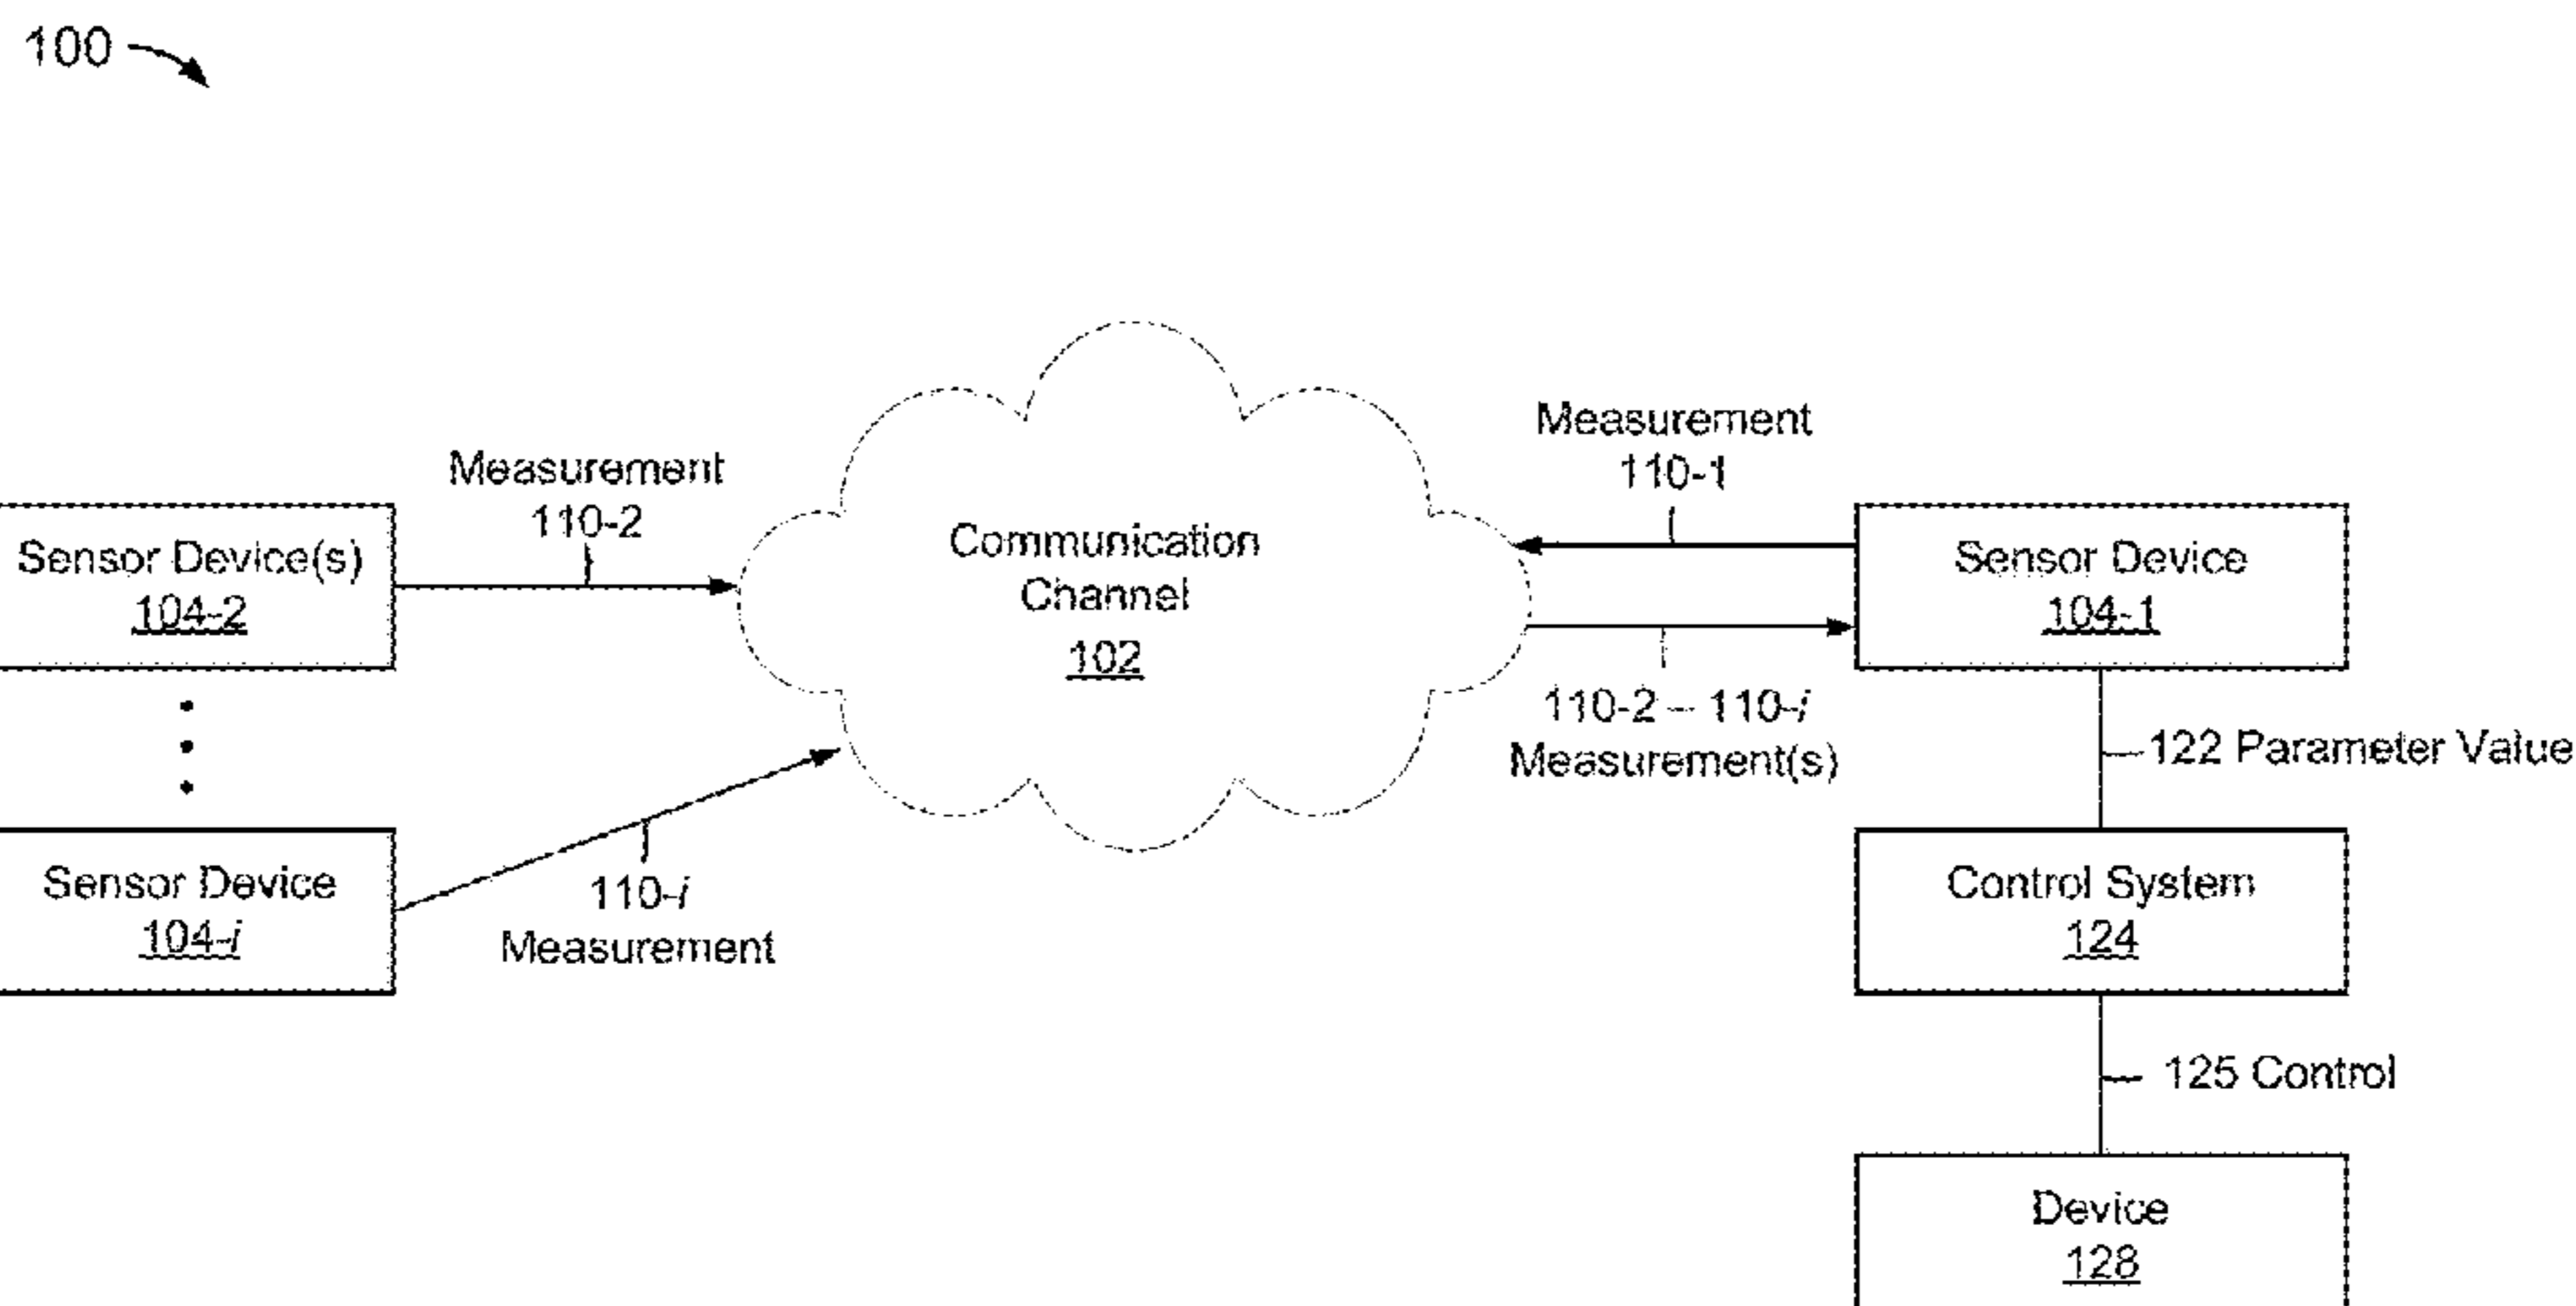 100
Measurement
110-1
Measurement
110-2
Sensor Device(s)
104-2
Communication
Channel
102
Sensor Device
104-1
110-2 – 110-i
Measurement(s)
122 Parameter Value
Sensor Device
104-i
110-i
Measurement
Control System
124
125 Control
Device
128